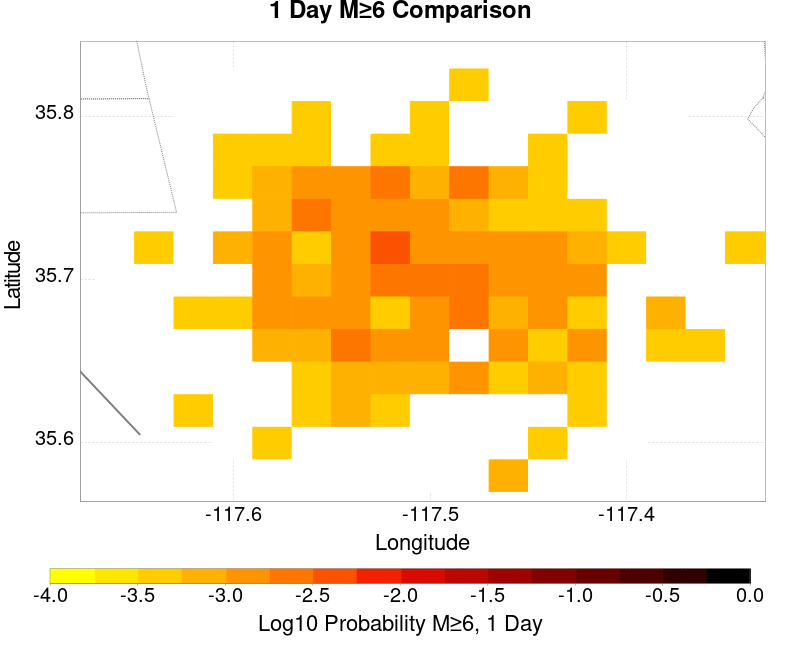 1 Day M≥6 Comparison
35.8
35.7
35.6
Latitude
-117.6 -117.5 -117.4
Longitude
-4.0 -3.5 -3.0 -2.5 -2.0 -1.5 -1.0 -0.5 0.0
Log10 Probability M≥6, 1 Day